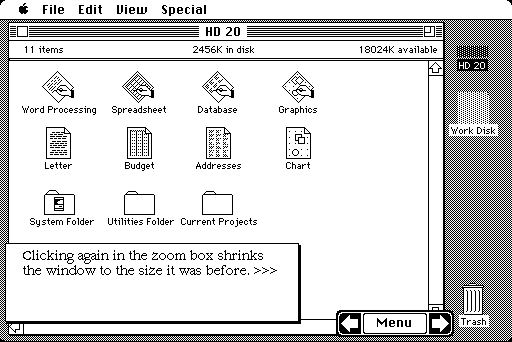 File Edit View Special
HD 20
11 items 2456K in disk 18024K available
Word Processing Spreadsheet Database Graphics
Letter Budget Addresses Chart
System Folder Utilities Folder Current Projects
HD 20
Work Disk
Clicking again in the zoom box shrinks
the window to the size it was before. >>>
Menu
Trash